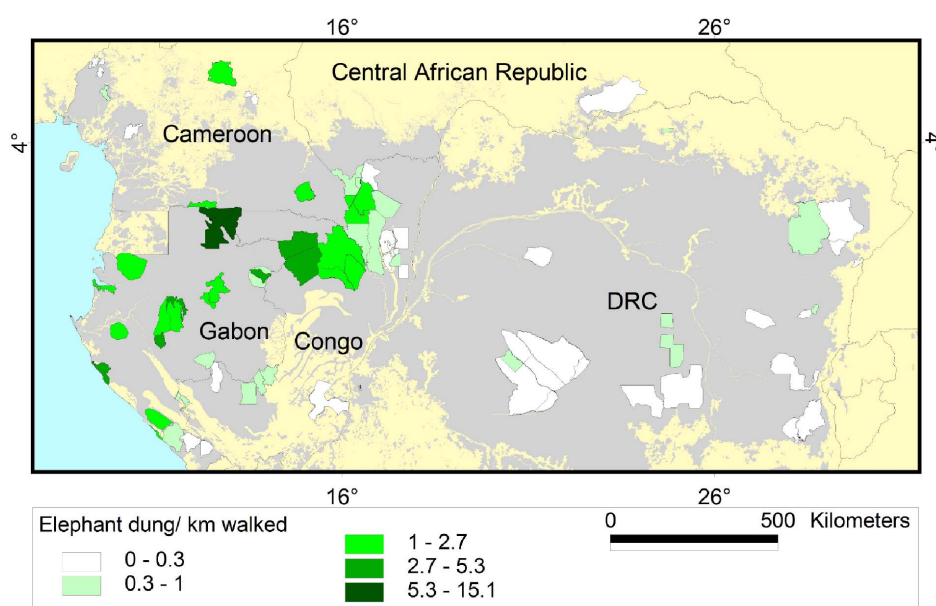 16° 26°
Central African Republic
Cameroon
4° 4°
DRC
Gabon
Congo
16° 26°
Elephant dung/ km walked
0 - 0.3
0.3 - 1
1 - 2.7
2.7 - 5.3
5.3 - 15.1
0 500 Kilometers